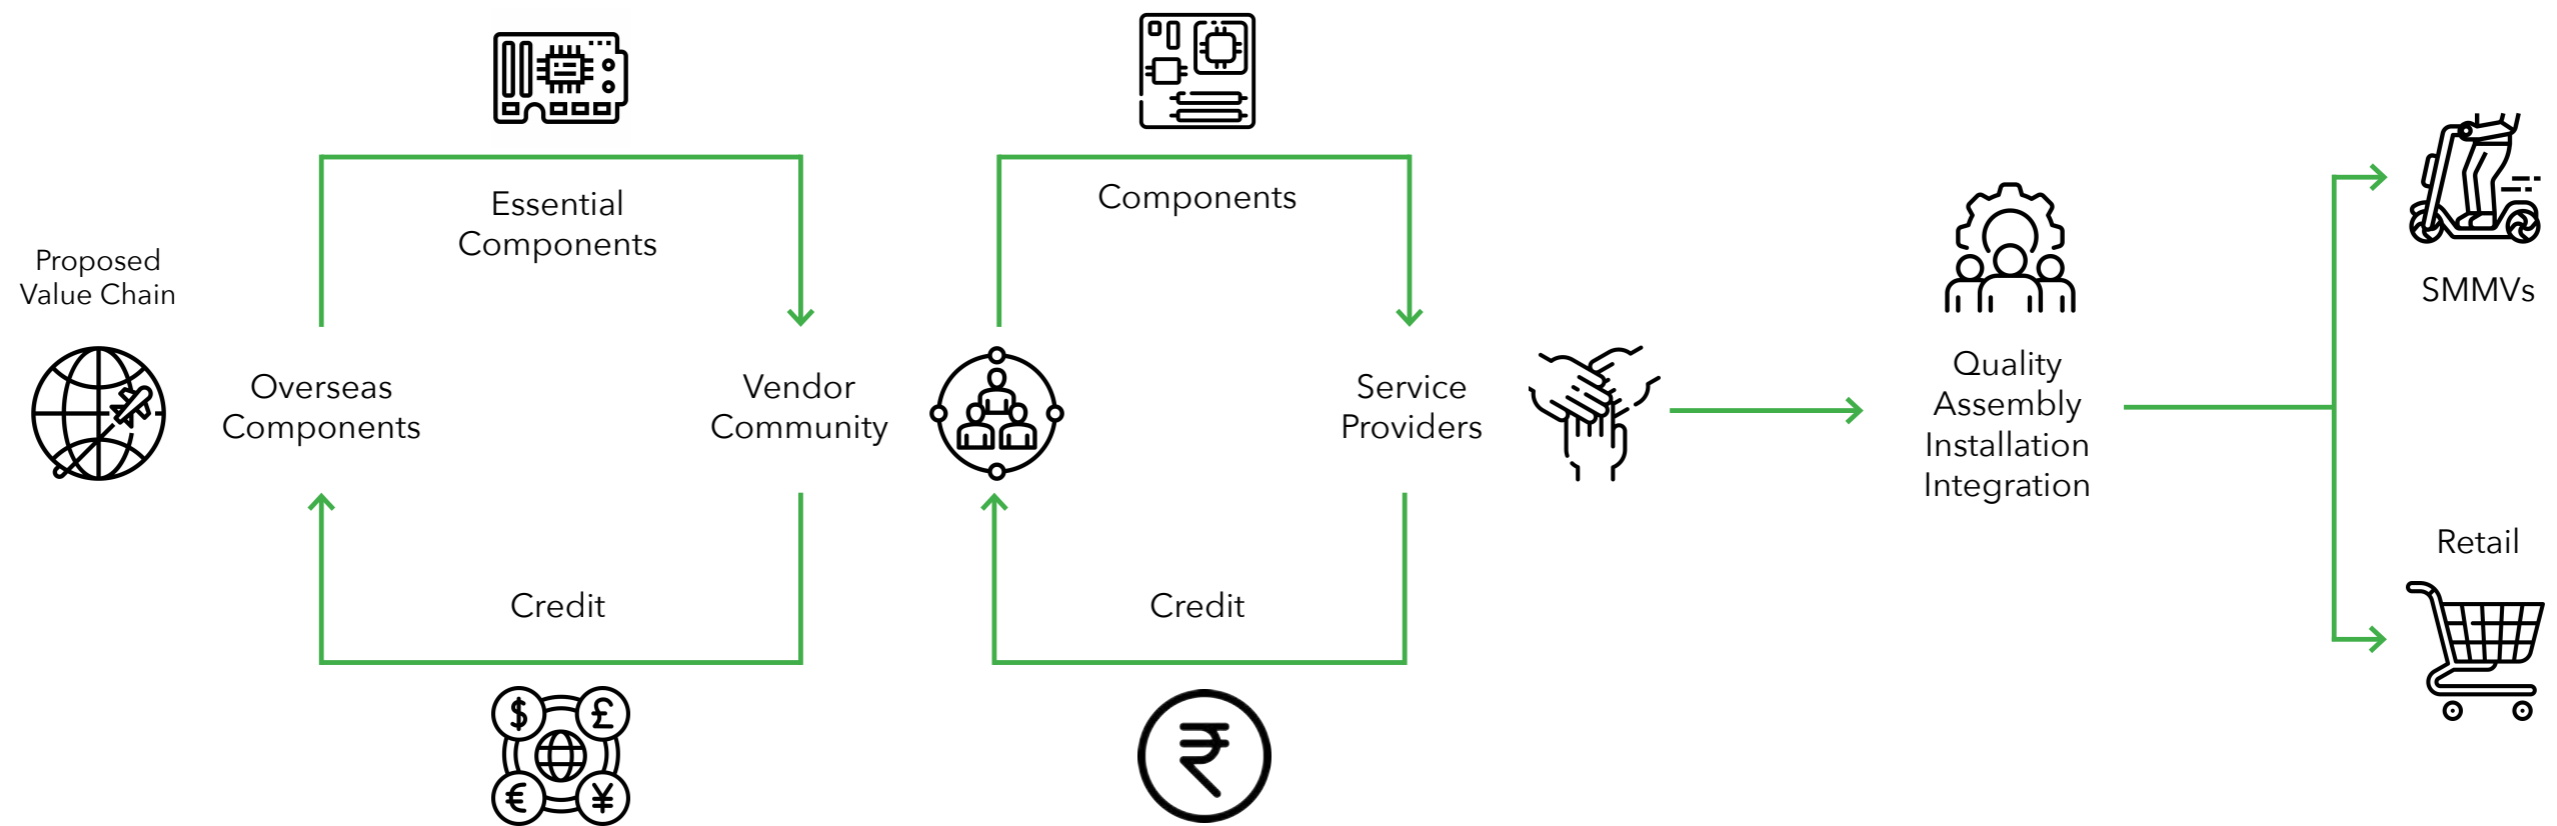 Proposed
Value Chain
Overseas
Components
Essential
Components
Credit
$
£
€
¥
Vendor
Community
Components
Credit
₹
Service
Providers
Quality
Assembly
Installation
Integration
SMMVs
Retail